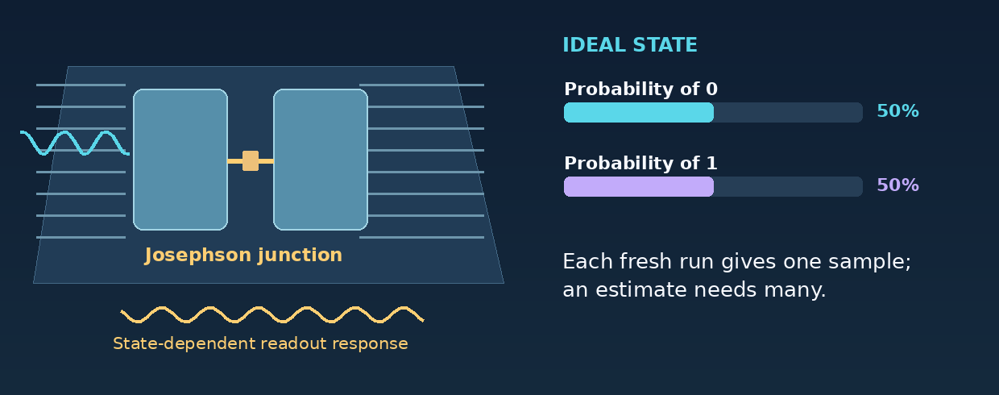 IDEAL STATE
Probability of 0
50%
Probability of 1
50%
Josephson junction
Each fresh run gives one sample;
an estimate needs many.
State-dependent readout response